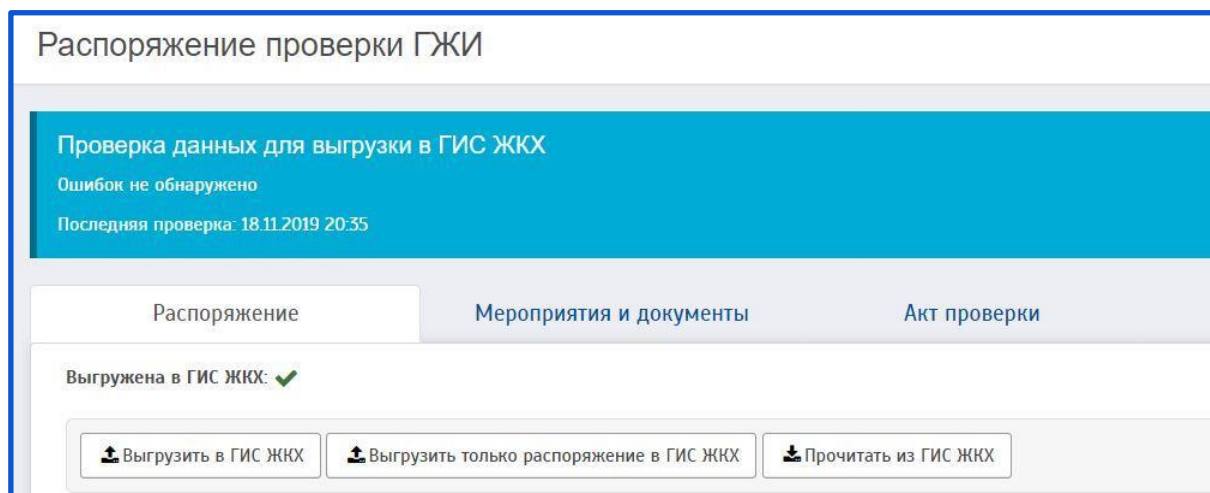 Распоряжение проверки ГЖИ
Проверка данных для выгрузки в ГИС ЖКХ
Ошибок не обнаружено
Последняя проверка: 18.11.2019 20:35
Распоряжение Мероприятия и документы Акт проверки
Выгружена в ГИС ЖКХ:
Выгрузить в ГИС ЖКХ Выгрузить только распоряжение в ГИС ЖКХ Прочитать из ГИС ЖКХ